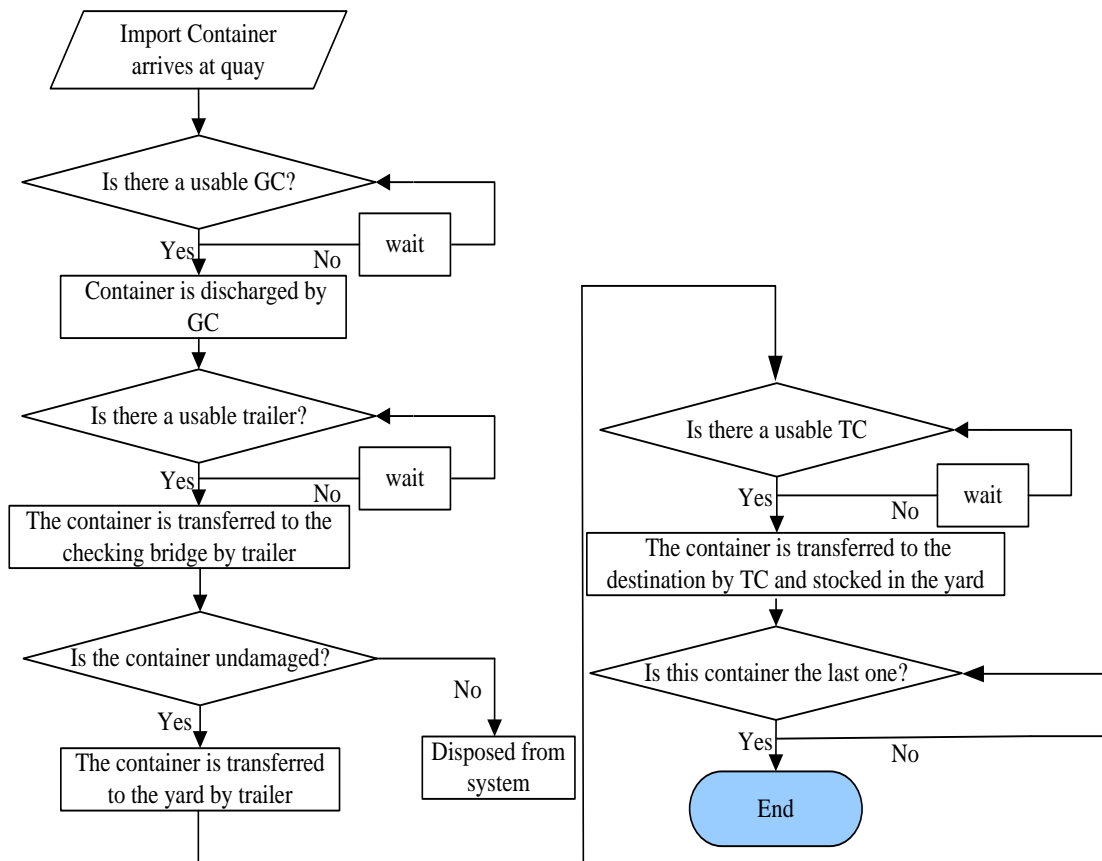 Import Container
arrives at quay
Is there a usable GC?
Yes
No
wait
Container is discharged by
GC
Is there a usable trailer?
Yes
No
wait
The container is transferred to the
checking bridge by trailer
Is the container undamaged?
No
Yes
Disposed from
system
The container is transferred
to the yard by trailer
Is there a usable TC
Yes
No
wait
The container is transferred to the
destination by TC and stocked in the yard
Is this container the last one?
Yes
No
End